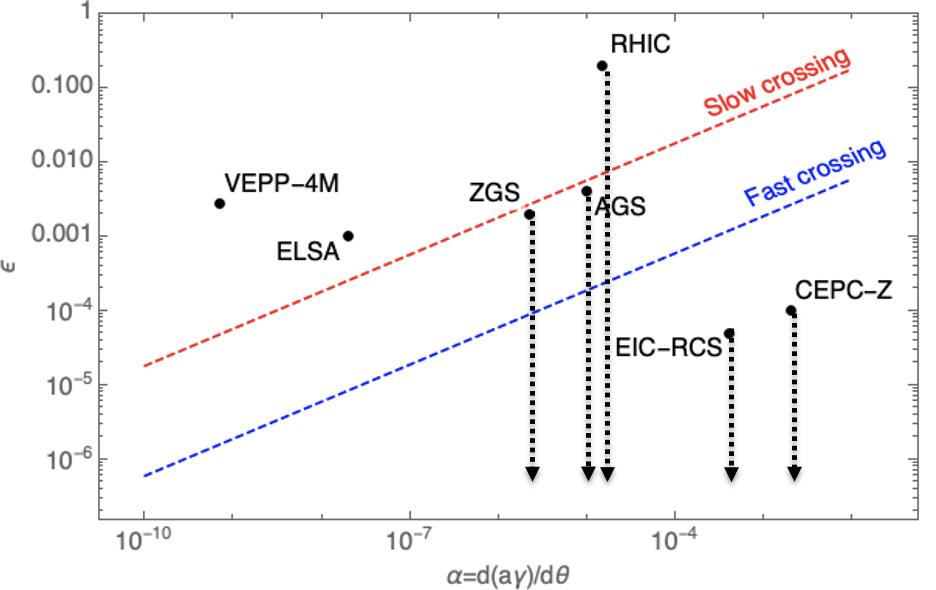 1
0.100
0.010
0.001
10⁻⁴
10⁻⁵
10⁻⁶
ϵ
RHIC
Slow crossing
Fast crossing
VEPP−4M
ZGS
AGS
ELSA
CEPC−Z
EIC−RCS
10⁻¹⁰
10⁻⁷
10⁻⁴
α=d(aγ)/dθ